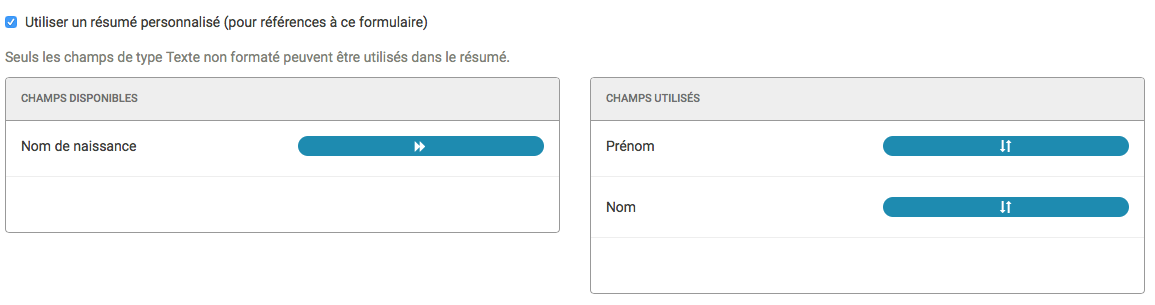 Utiliser un résumé personnalisé (pour références à ce formulaire)
Seuls les champs de type Texte non formaté peuvent être utilisés dans le résumé.
CHAMPS DISPONIBLES
Nom de naissance
CHAMPS UTILISÉS
Prénom
Nom